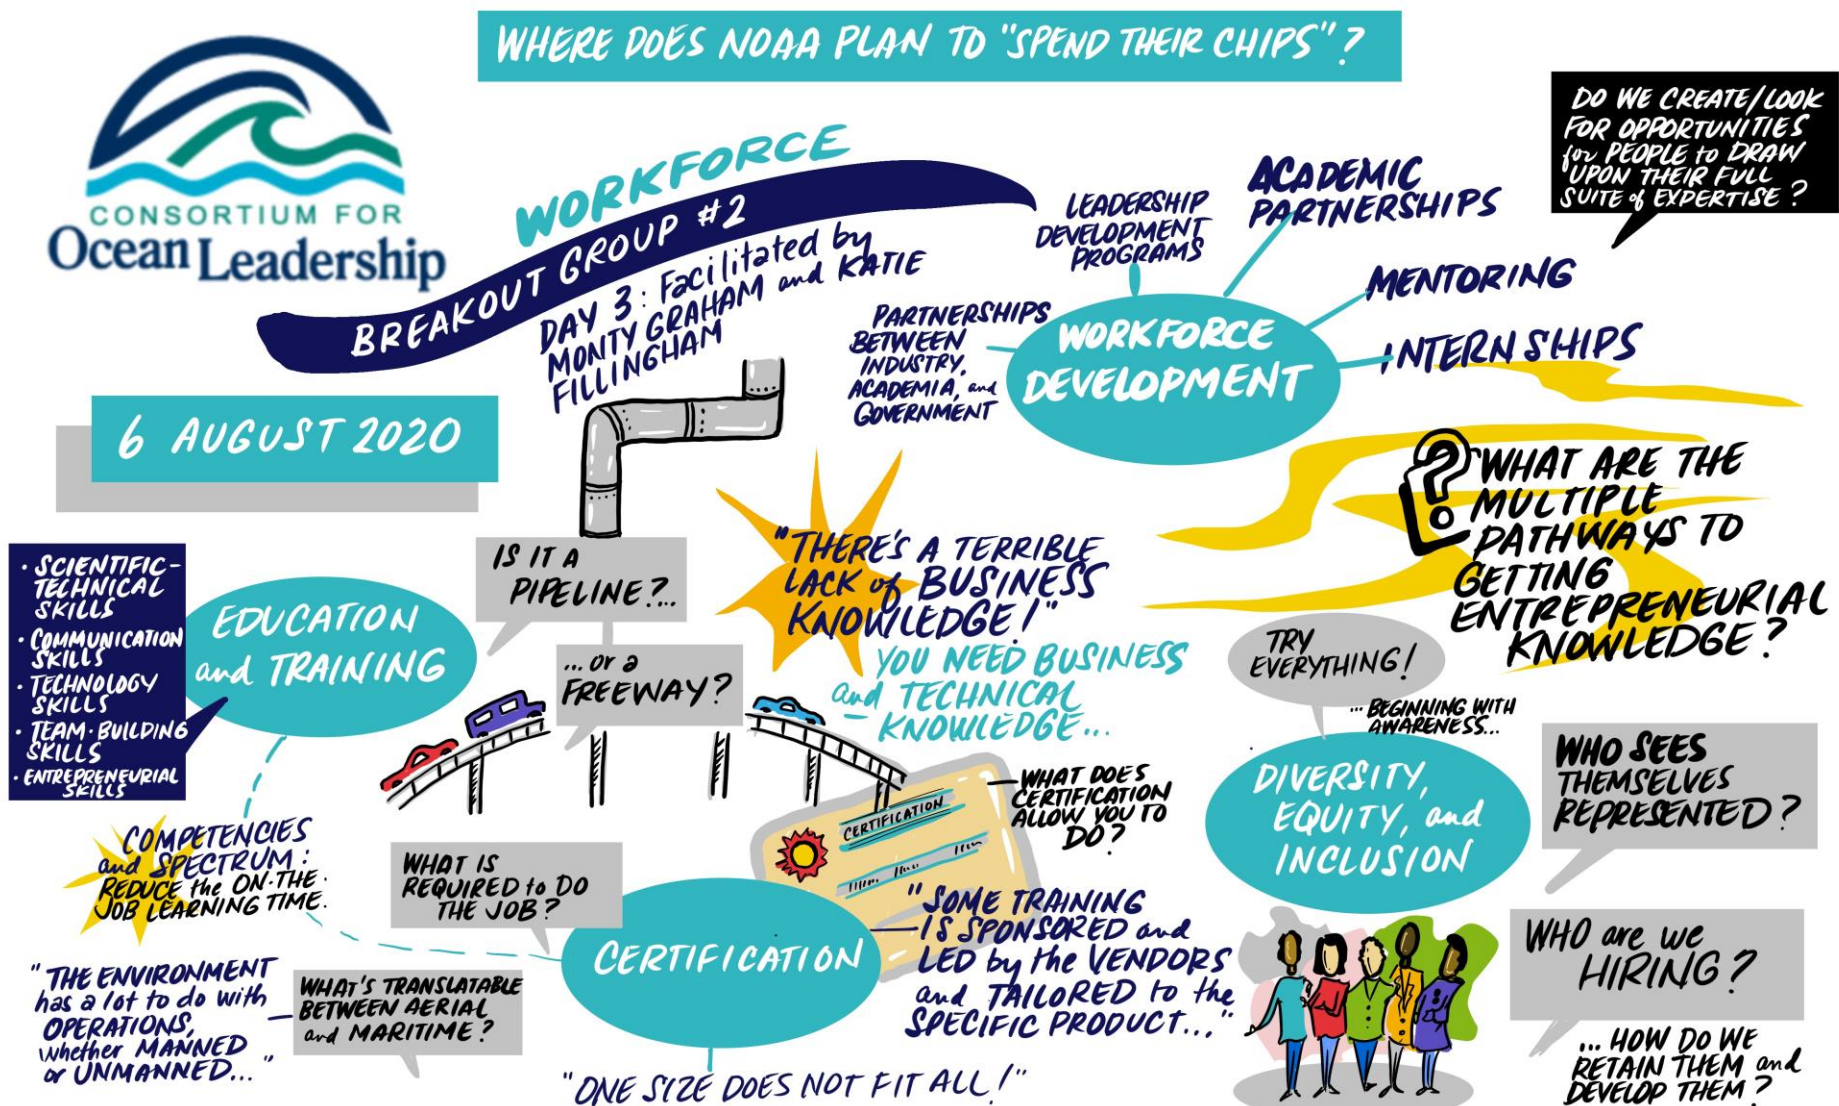 WHERE DOES NOAA PLAN TO "SPEND THEIR CHIPS"?
CONSORTIUM FOR
Ocean Leadership
WORKFORCE
BREAKOUT GROUP #2
DAY 3: Facilitated by
MONTY GRAHAM and KATIE
FILLINGHAM
6 AUGUST 2020
DO WE CREATE/LOOK
FOR OPPORTUNITIES
for PEOPLE to DRAW
UPON THEIR FULL
SUITE of EXPERTISE?
WORKFORCE
DEVELOPMENT
PARTNERSHIPS
BETWEEN
INDUSTRY,
ACADEMIA, and
GOVERNMENT
LEADERSHIP
DEVELOPMENT
PROGRAMS
ACADEMIC
PARTNERSHIPS
MENTORING
INTERNSHIPS
? WHAT ARE THE
MULTIPLE
PATHWAYS TO
GETTING
ENTREPRENEURIAL
KNOWLEDGE?
• SCIENTIFIC-
TECHNICAL
SKILLS
• COMMUNICATION
SKILLS
• TECHNOLOGY
SKILLS
• TEAM-BUILDING
SKILLS
• ENTREPRENEURIAL
SKILLS
EDUCATION
and TRAINING
IS IT A
PIPELINE?...
... or a
FREEWAY?
"THERE'S A TERRIBLE
LACK of BUSINESS
KNOWLEDGE!"
YOU NEED BUSINESS
and TECHNICAL
KNOWLEDGE...
TRY
EVERYTHING!
... BEGINNING WITH
AWARENESS...
DIVERSITY,
EQUITY, and
INCLUSION
WHO SEES
THEMSELVES
REPRESENTED?
WHO are we
HIRING?
... HOW DO WE
RETAIN THEM and
DEVELOP THEM?
COMPETENCIES
and SPECTRUM:
REDUCE the ON-THE-
JOB LEARNING TIME.
WHAT IS
REQUIRED to DO
THE JOB?
CERTIFICATION
WHAT DOES
CERTIFICATION
ALLOW YOU TO
DO?
CERTIFICATION
"SOME TRAINING
IS SPONSORED and
LED by the VENDORS
and TAILORED to the
SPECIFIC PRODUCT..."
"THE ENVIRONMENT
has a lot to do with
OPERATIONS,
whether MANNED
or UNMANNED..."
WHAT'S TRANSLATABLE
BETWEEN AERIAL
and MARITIME?
"ONE SIZE DOES NOT FIT ALL!"